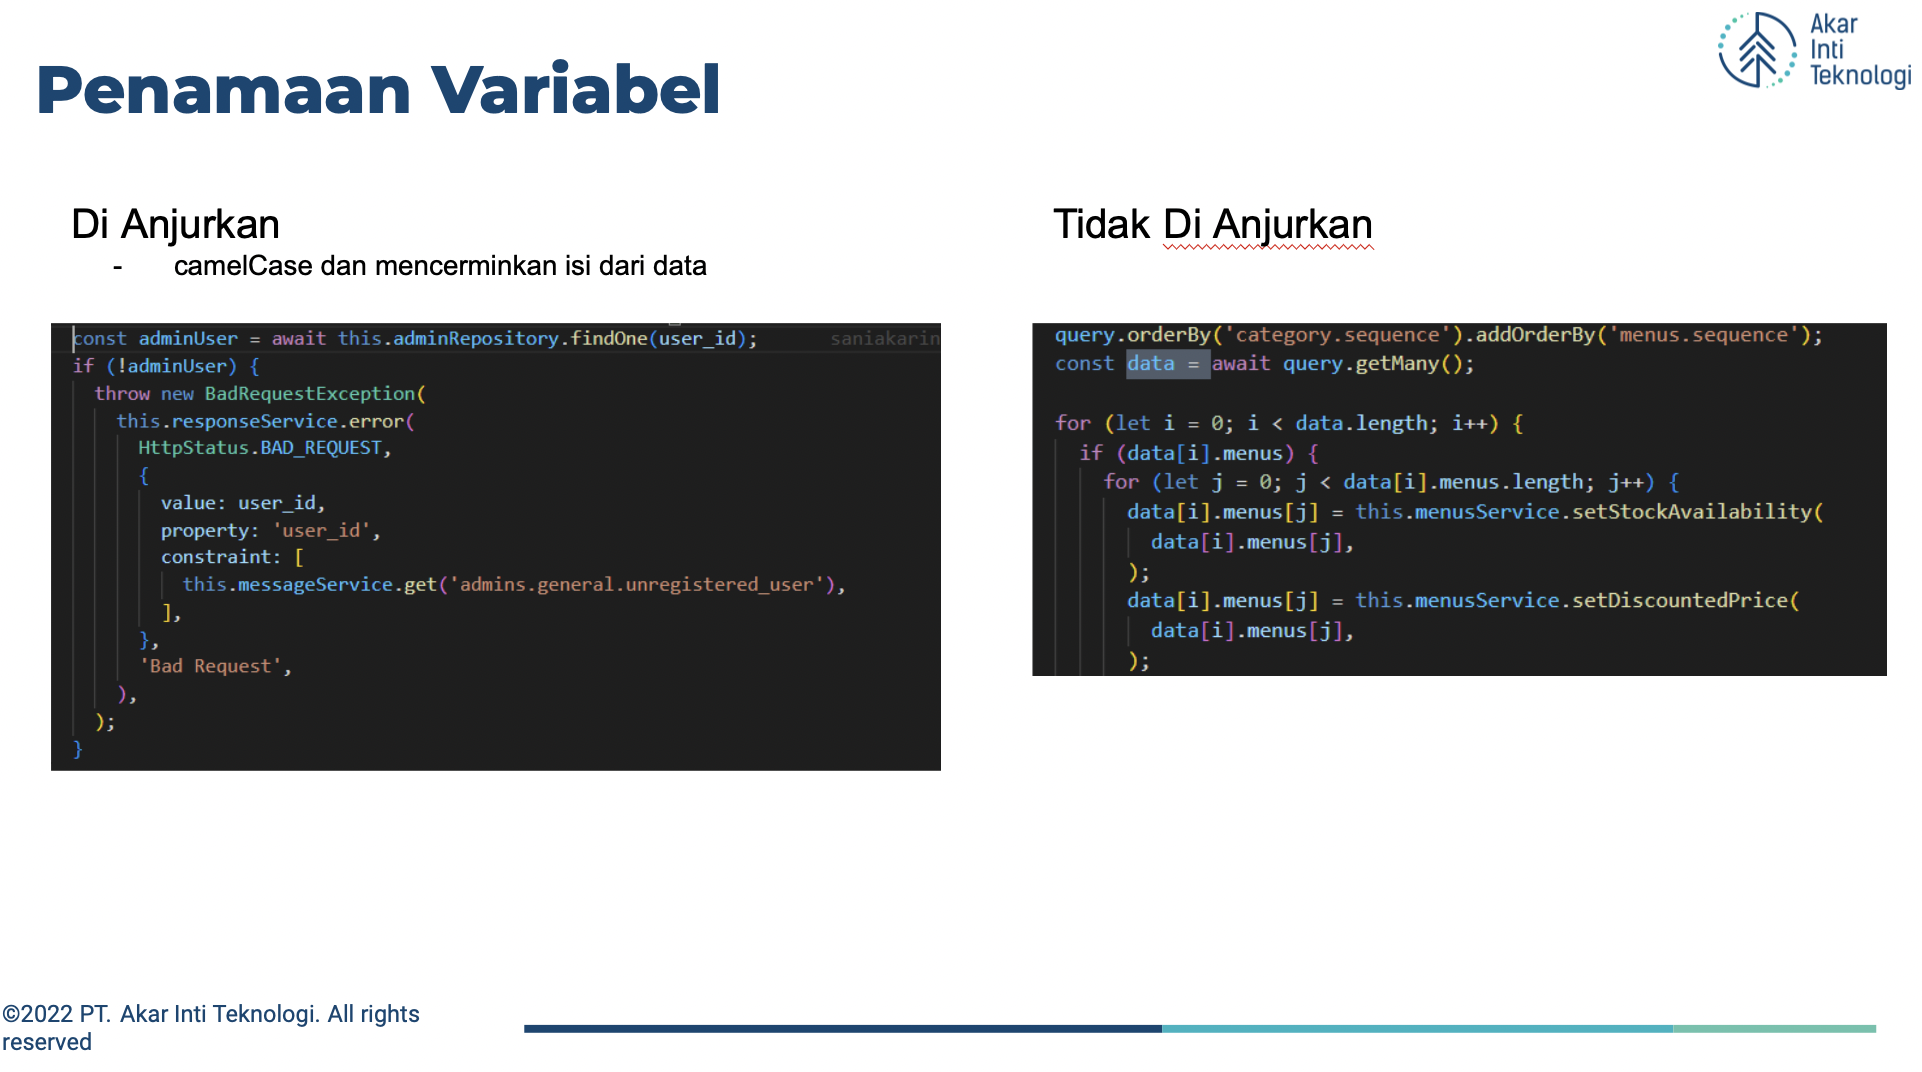 Akar
Inti
Teknologi
Penamaan Variabel
Di Anjurkan
- camelCase dan mencerminkan isi dari data
const adminUser = await this.adminRepository.findOne(user_id); saniakarin
if (!adminUser) {
throw new BadRequestException(
this.responseService.error(
HttpStatus.BAD_REQUEST,
{
value: user_id,
property: 'user_id',
constraint: [
this.messageService.get('admins.general.unregistered_user'),
],
},
'Bad Request',
),
);
}
Tidak Di Anjurkan
query.orderBy('category.sequence').addOrderBy('menus.sequence');
const data = await query.getMany();
for (let i = 0; i < data.length; i++) {
if (data[i].menus) {
for (let j = 0; j < data[i].menus.length; j++) {
data[i].menus[j] = this.menusService.setStockAvailability(
data[i].menus[j],
);
data[i].menus[j] = this.menusService.setDiscountedPrice(
data[i].menus[j],
);
©2022 PT. Akar Inti Teknologi. All rights
reserved